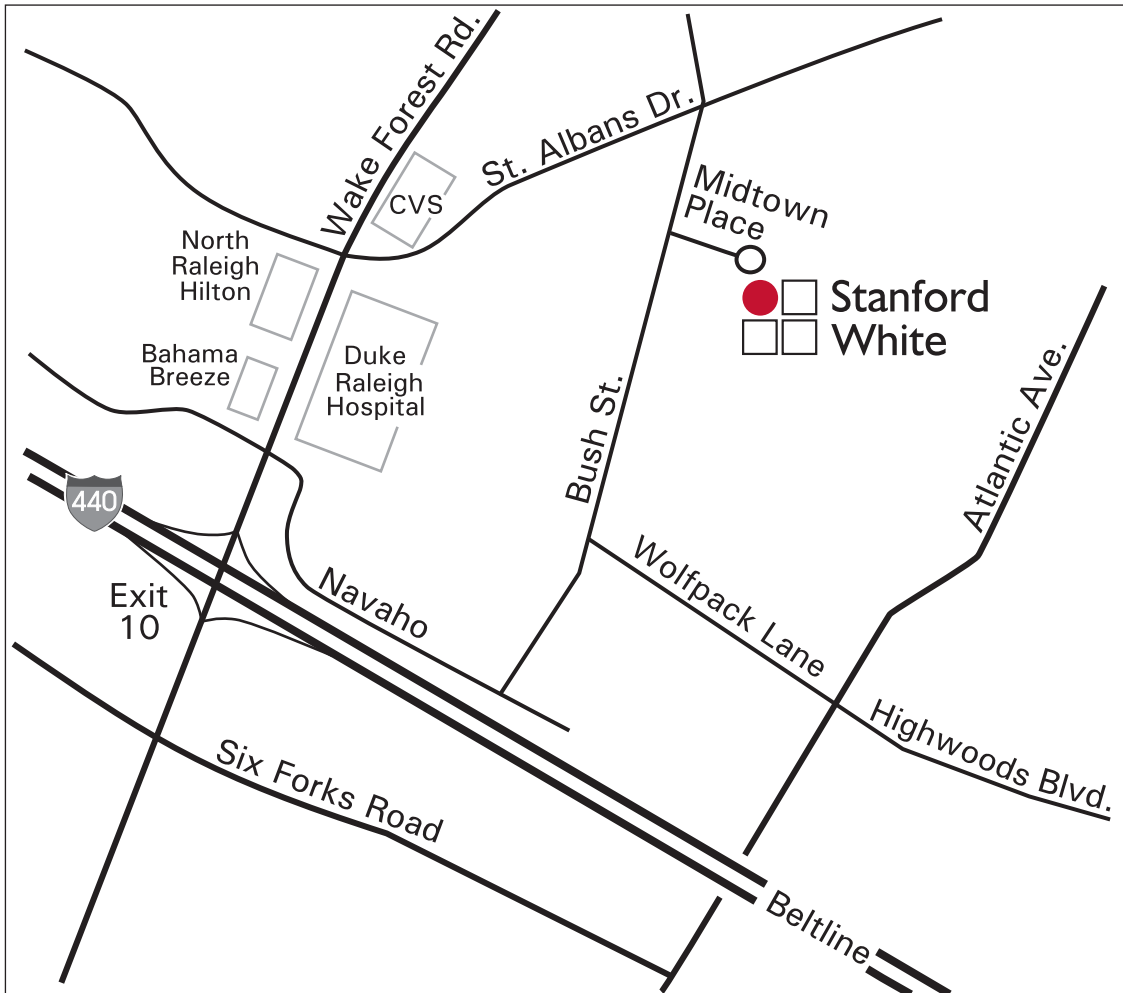 Wake Forest Rd.
St. Albans Dr.
CVS
Midtown
Place
North
Raleigh
Hilton
Stanford
White
Bahama
Breeze
Duke
Raleigh
Hospital
Bush St.
Atlantic Ave.
440
Exit
10
Navaho
Wolfpack Lane
Highwoods Blvd.
Six Forks Road
Beltline